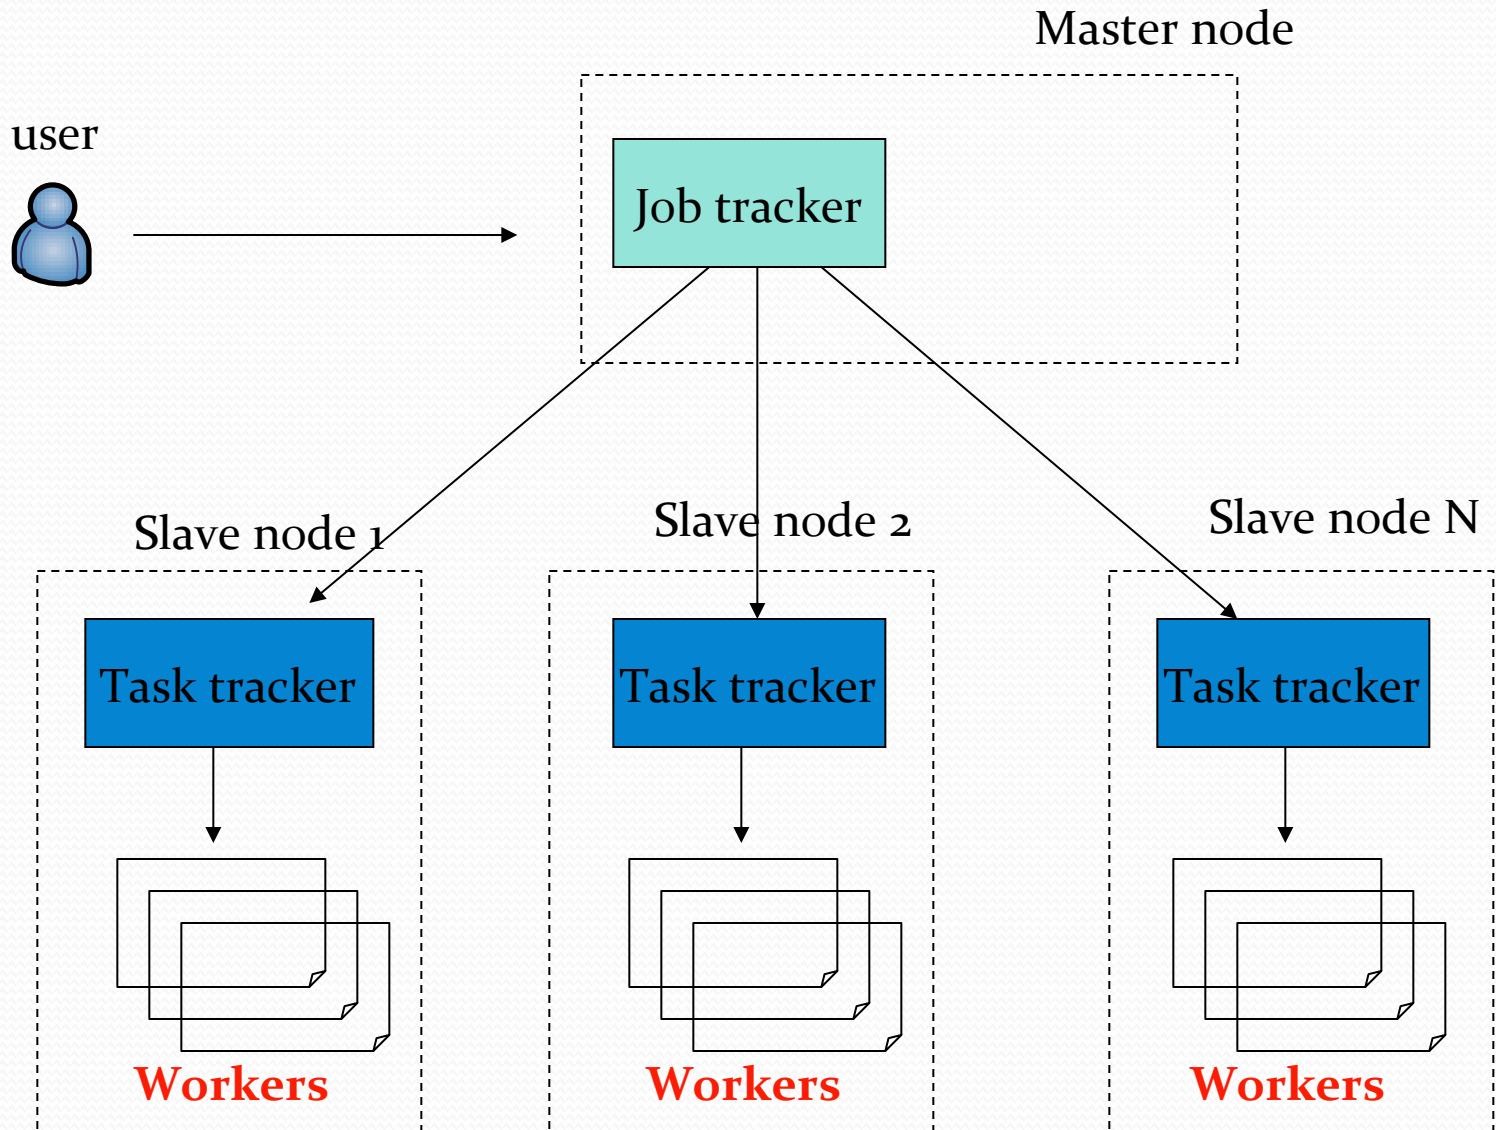 Master node
user
Job tracker
Slave node 1
Slave node 2
Slave node N
Task tracker
Task tracker
Task tracker
Workers
Workers
Workers